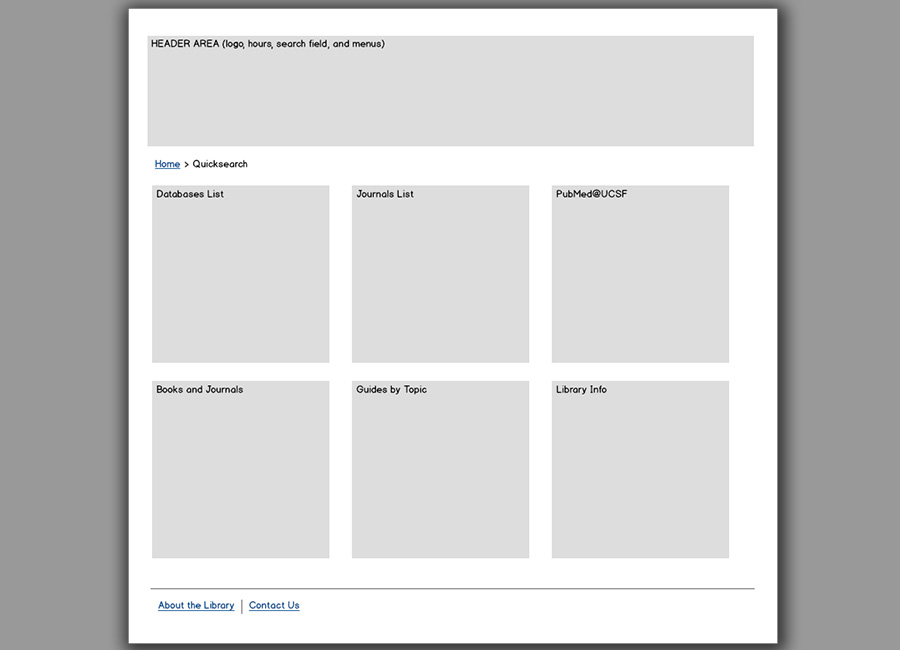 HEADER AREA (logo, hours, search field, and menus)
Home > Quicksearch
Databases List
Journals List
PubMed@UCSF
Books and Journals
Guides by Topic
Library Info
About the Library | Contact Us